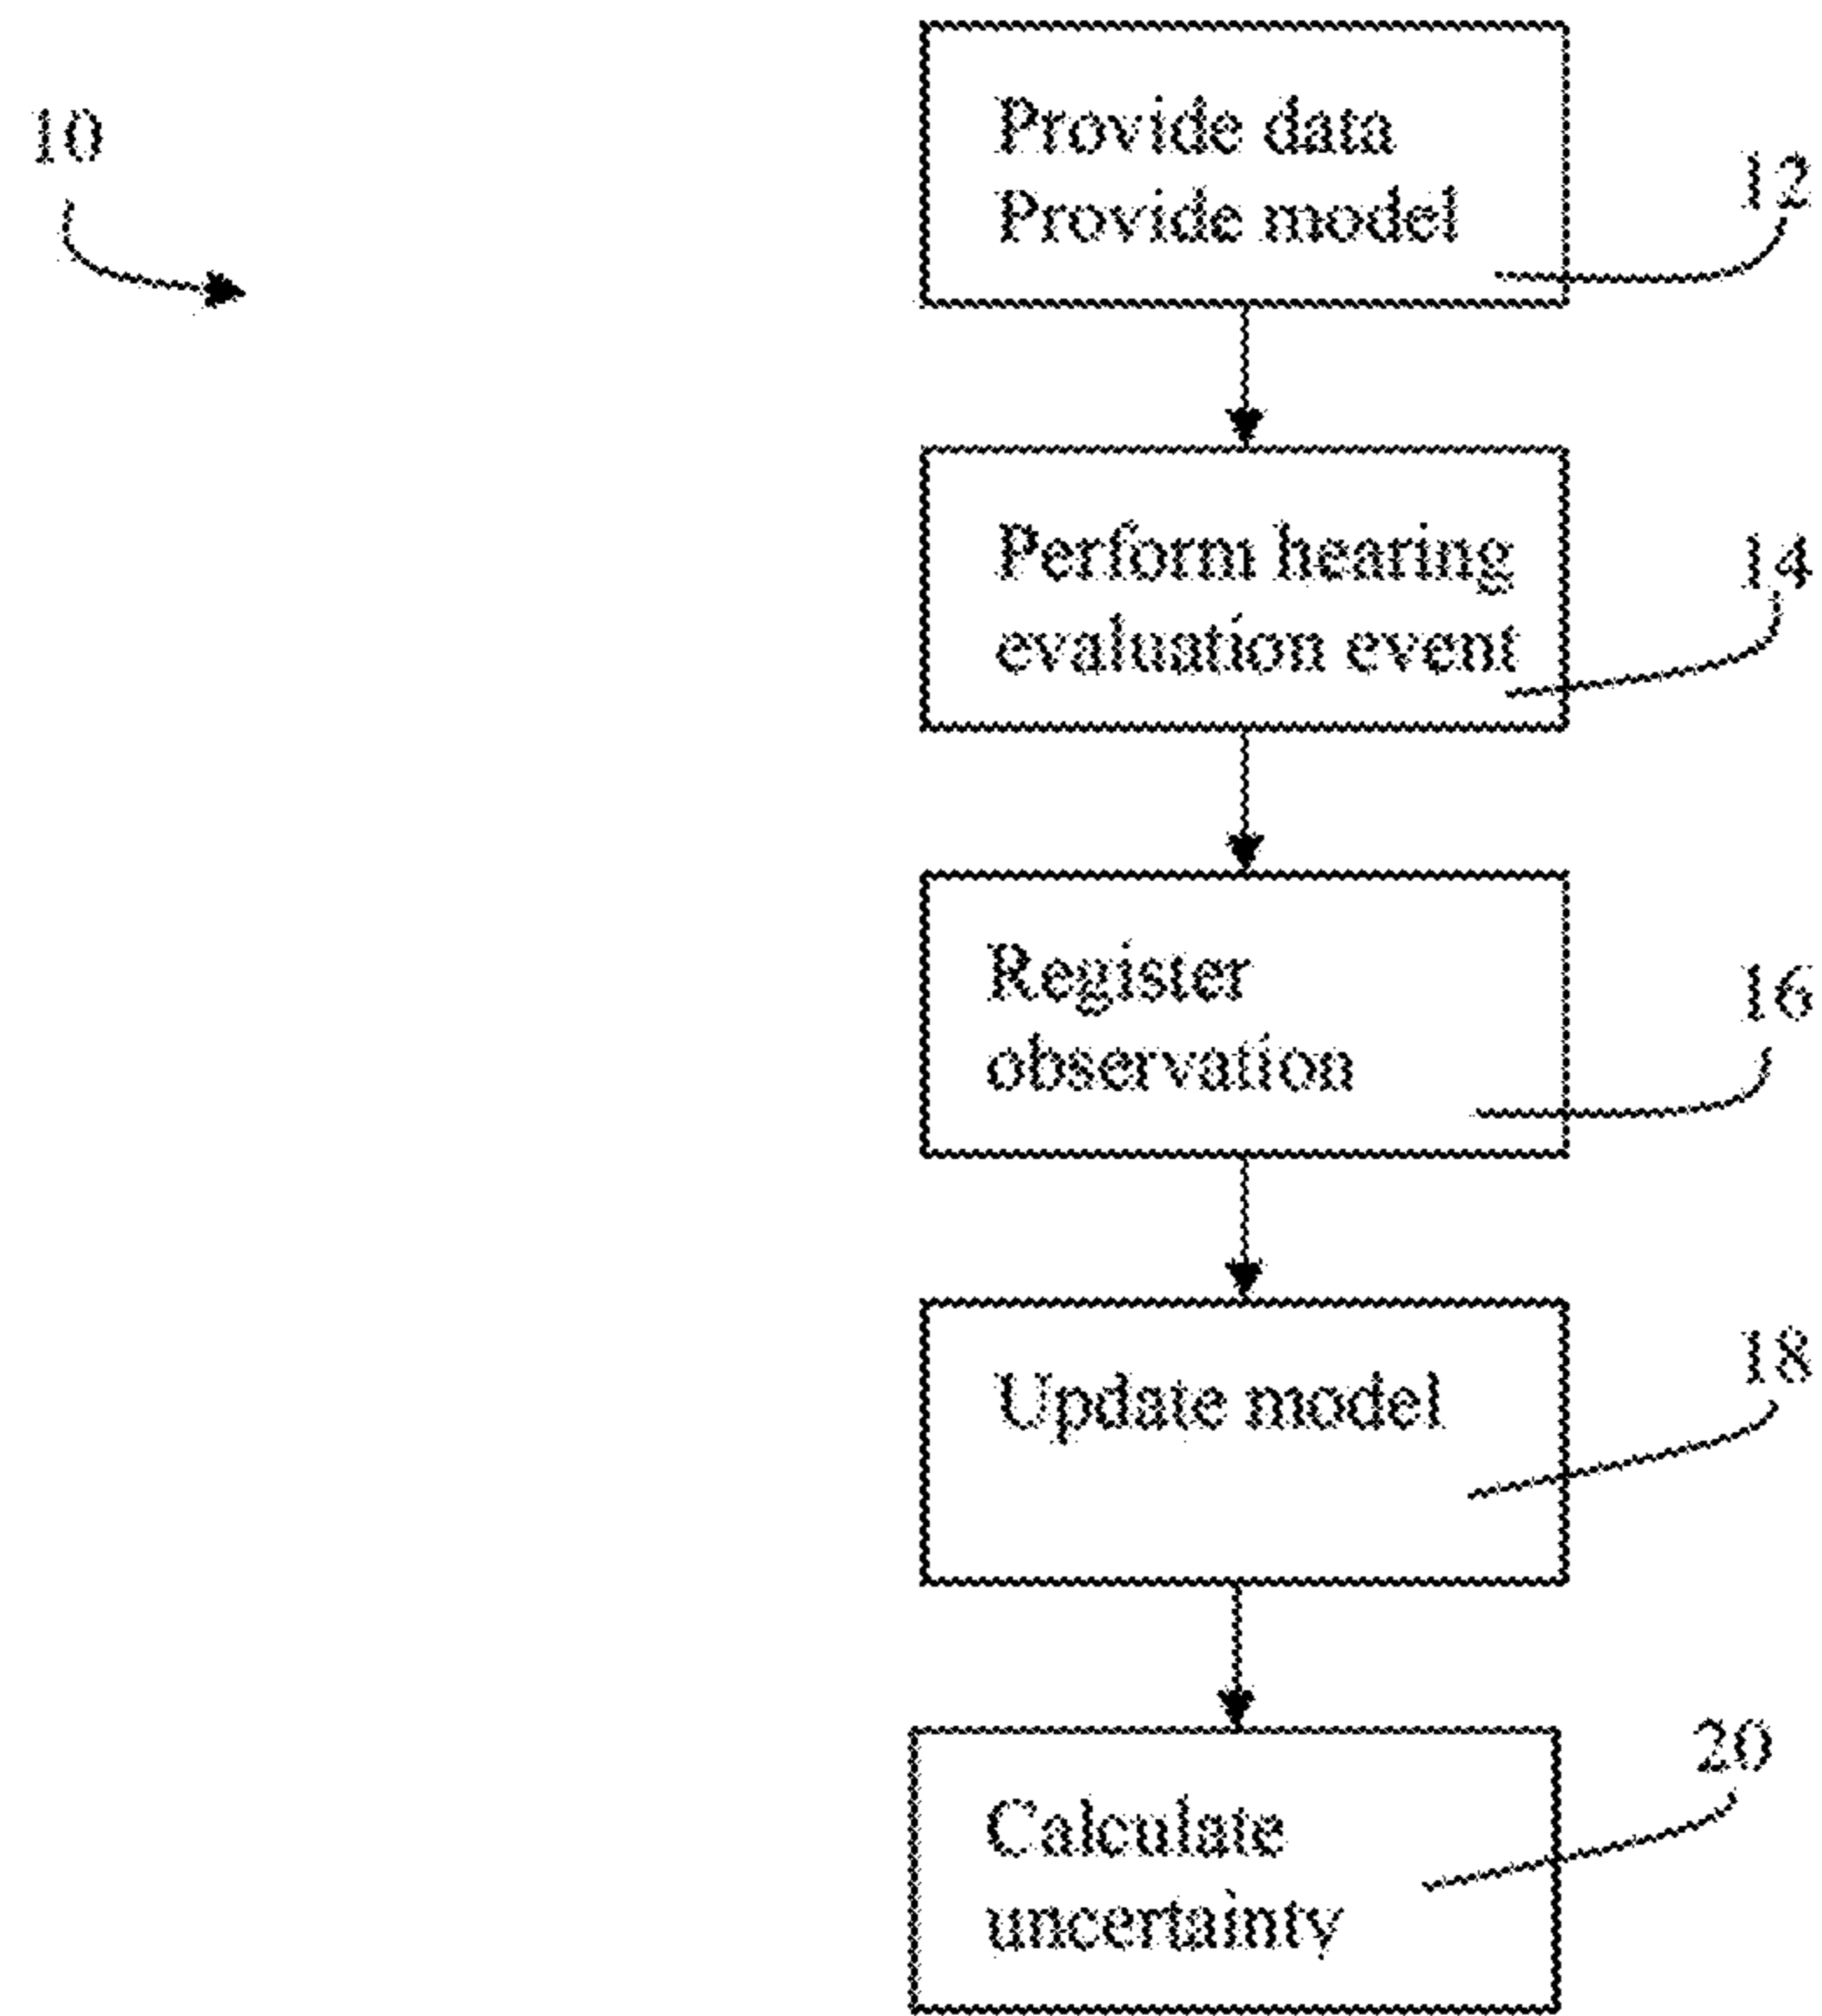 10
Provide data
Provide model
12
Perform hearing
evaluation event
14
Register
observation
16
Update model
18
Calculate
uncertainty
20